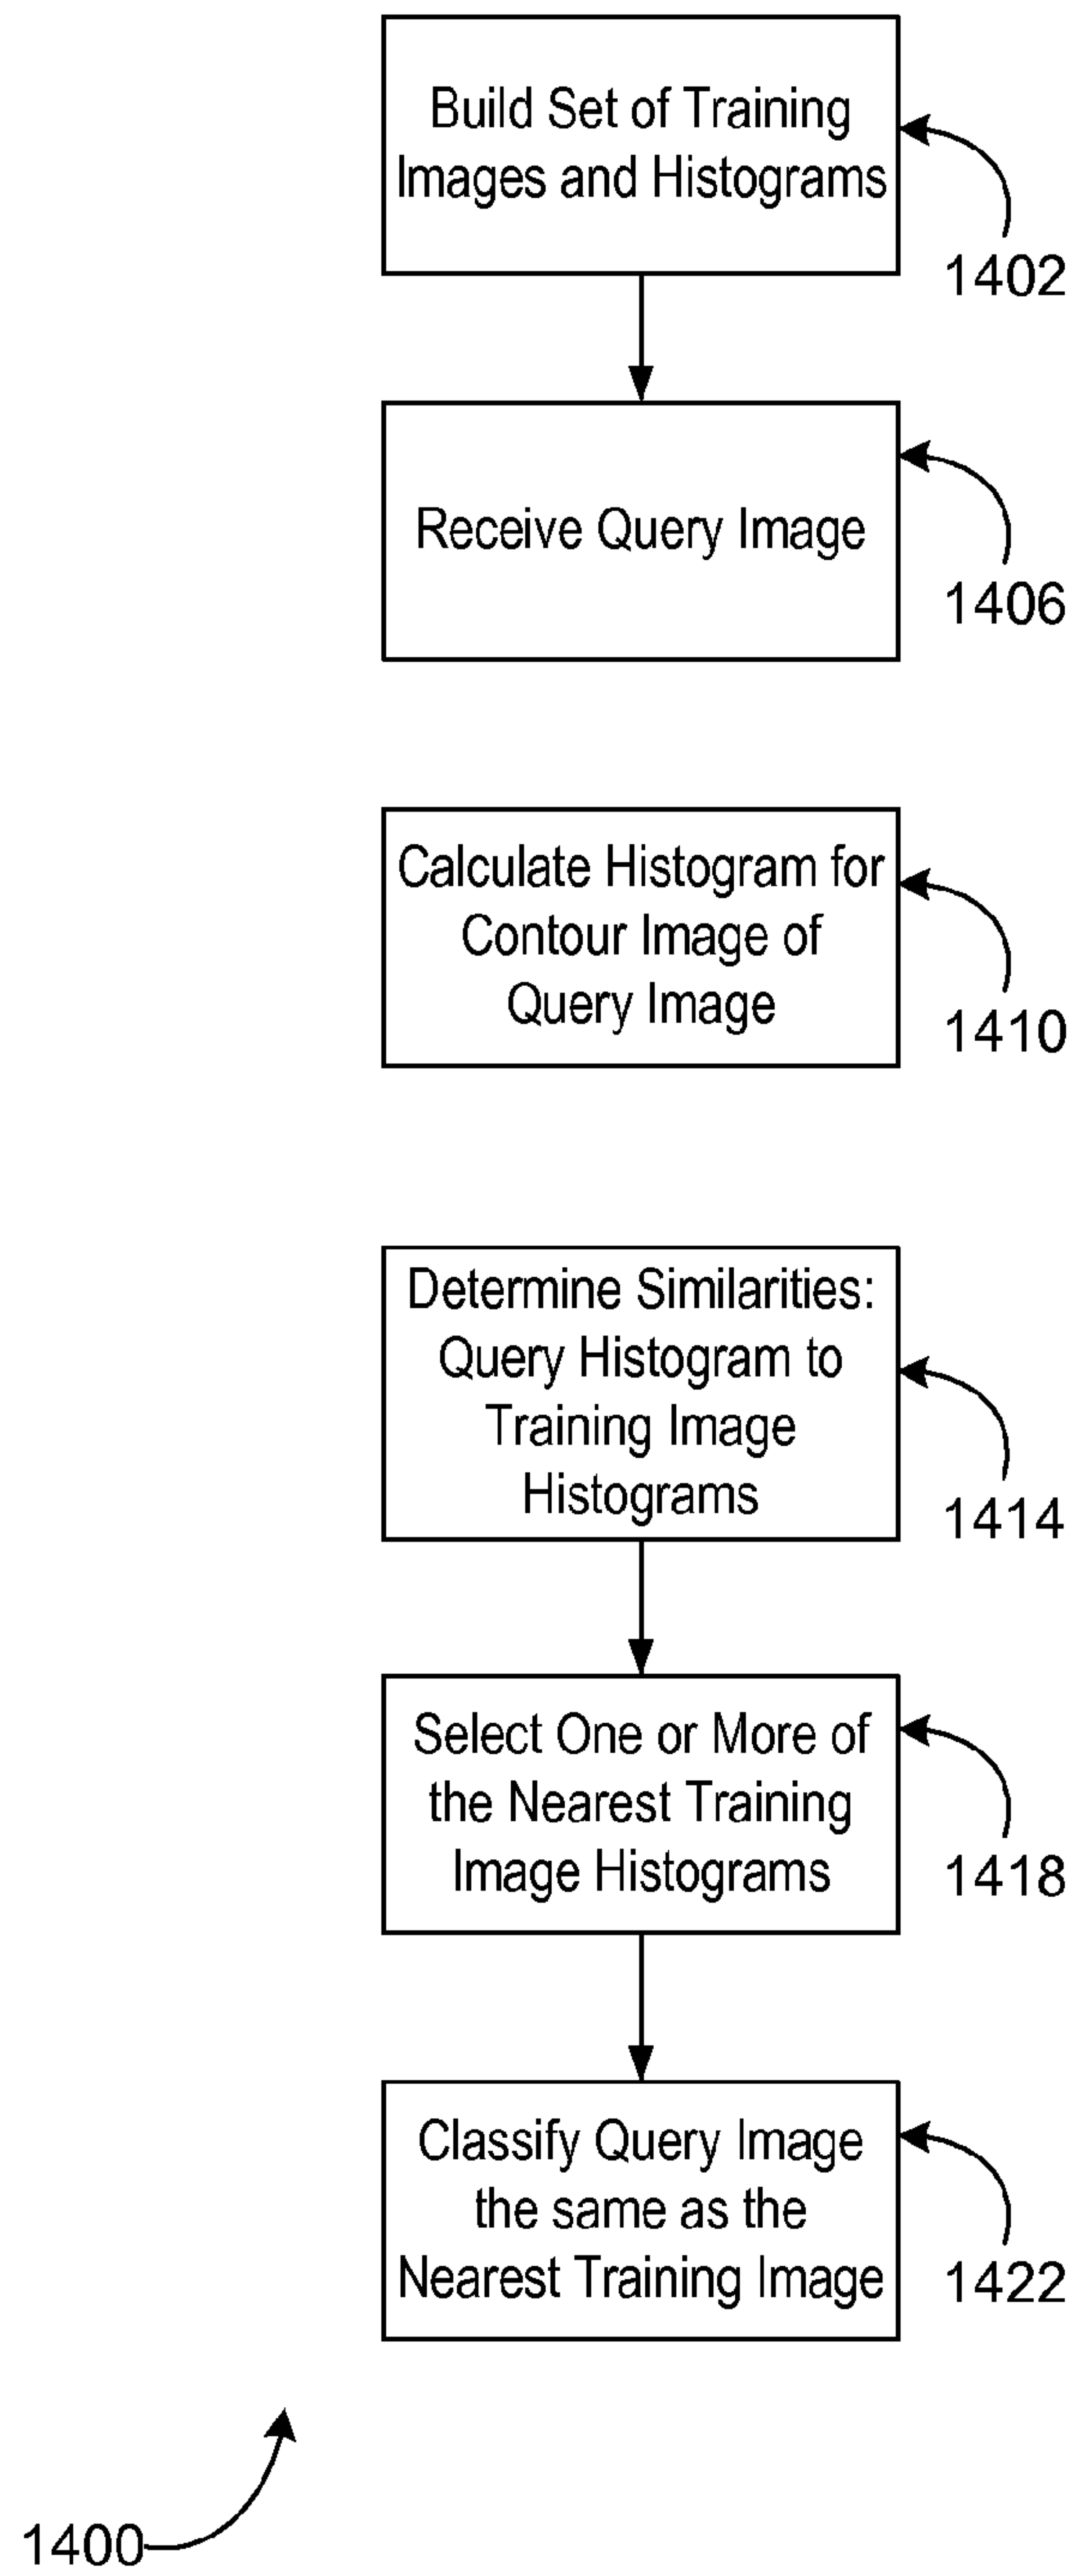 Build Set of Training
Images and Histograms
1402
Receive Query Image
1406
Calculate Histogram for
Contour Image of
Query Image
1410
Determine Similarities:
Query Histogram to
Training Image
Histograms
1414
Select One or More of
the Nearest Training
Image Histograms
1418
Classify Query Image
the same as the
Nearest Training Image
1422
1400